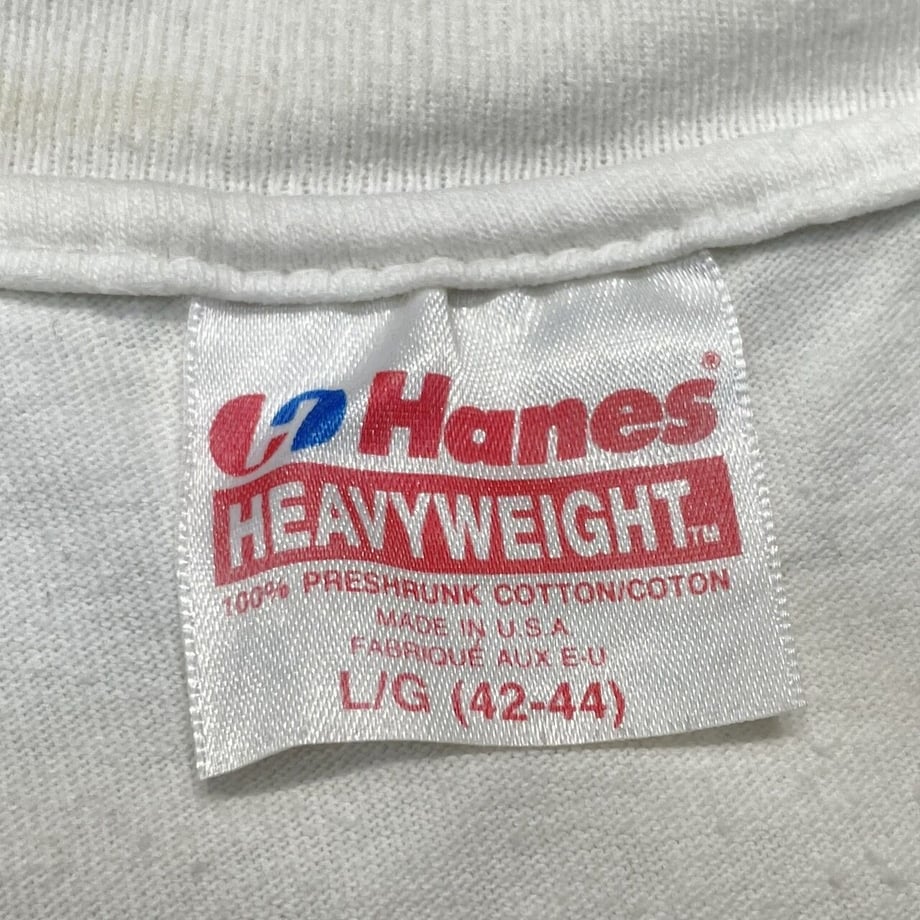 Hanes®
HEAVYWEIGHT™
100% PRESHRUNK COTTON/COTON
MADE IN U.S.A
FABRIQUÉ AUX E-U
L/G (42-44)